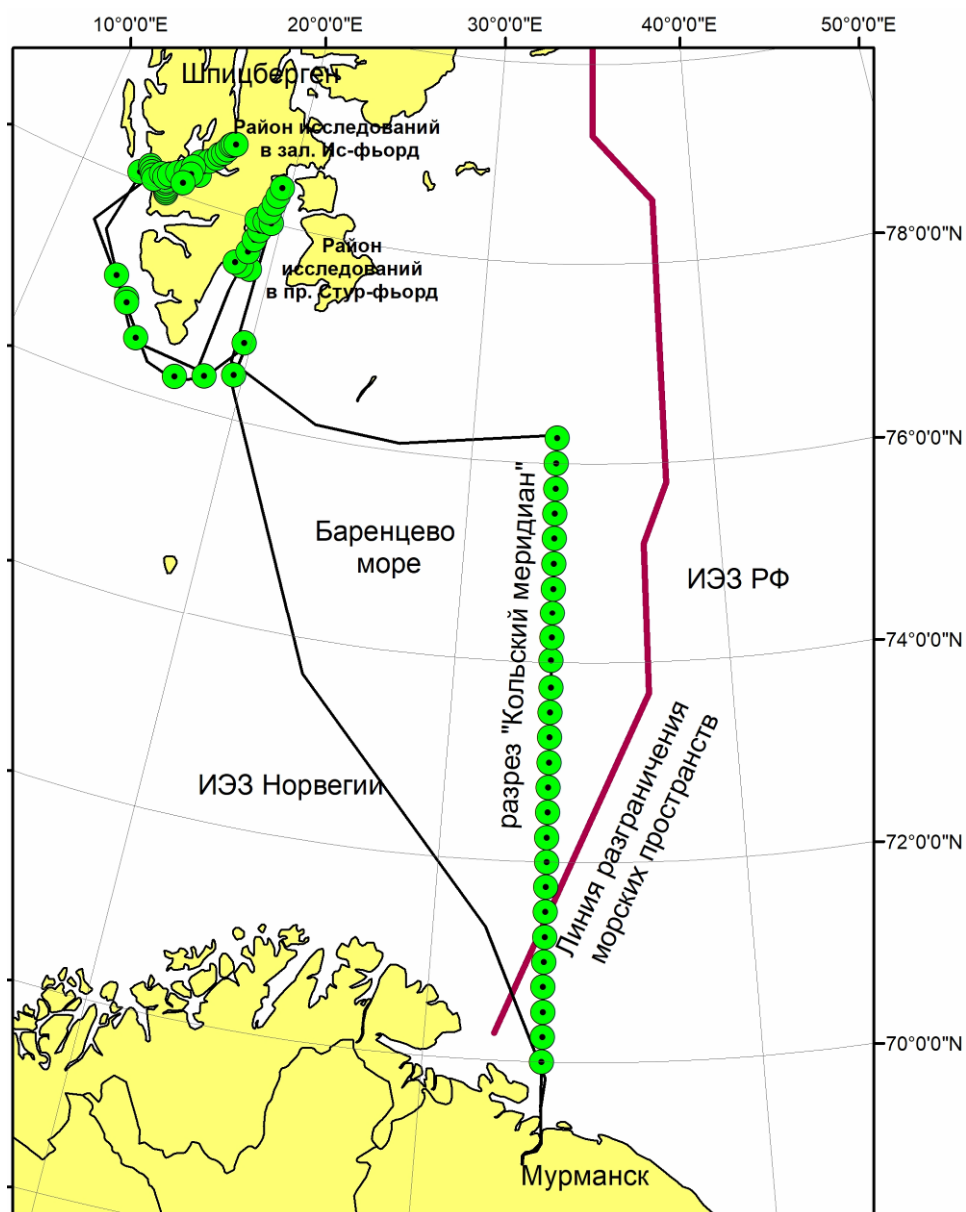 10°0'0"E
20°0'0"E
30°0'0"E
40°0'0"E
50°0'0"E
Шпицберген
Район исследований
в зал. Ис-фьорд
Район
исследований
в пр. Стур-фьорд
78°0'0"N
76°0'0"N
74°0'0"N
72°0'0"N
70°0'0"N
Баренцево
море
разрез "Кольский меридиан"
ИЭЗ РФ
ИЭЗ Норвегии
Линия разграничения
морских пространств
Мурманск